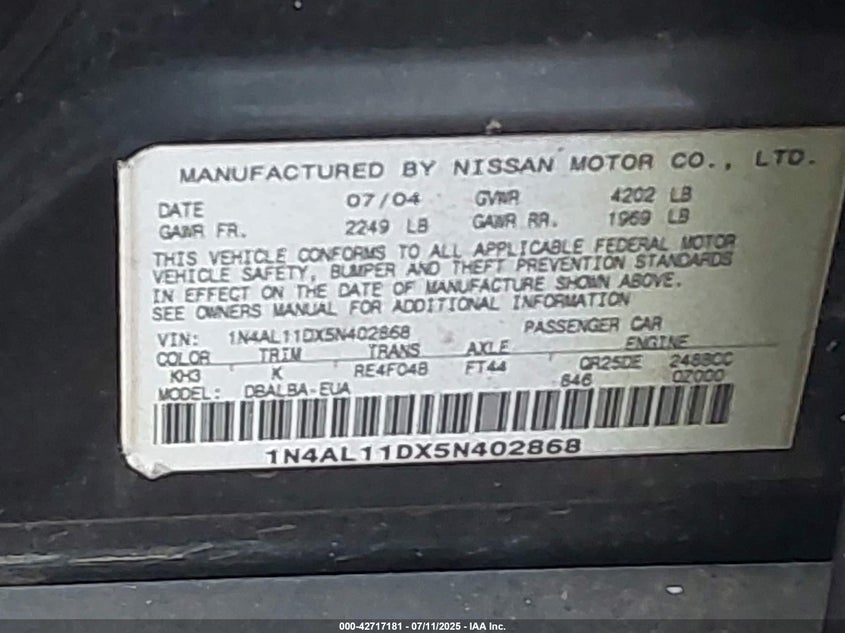 MANUFACTURED BY NISSAN MOTOR CO., LTD.
DATE 07/04 GVWR 4202 LB
GAWR FR. 2249 LB GAWR RR. 1969 LB
THIS VEHICLE CONFORMS TO ALL APPLICABLE FEDERAL MOTOR
VEHICLE SAFETY, BUMPER AND THEFT PREVENTION STANDARDS
IN EFFECT ON THE DATE OF MANUFACTURE SHOWN ABOVE.
SEE OWNERS MANUAL FOR ADDITIONAL INFORMATION
VIN: 1N4AL11DX5N402868 PASSENGER CAR
COLOR TRIM TRANS AXLE ENGINE
KH3 K RE4F04B FT44 QR25DE 2488CC
MODEL: DBALBA-EUA 646 0Z000
1N4AL11DX5N402868
000-42717181 - 07/11/2025 - IAA Inc.